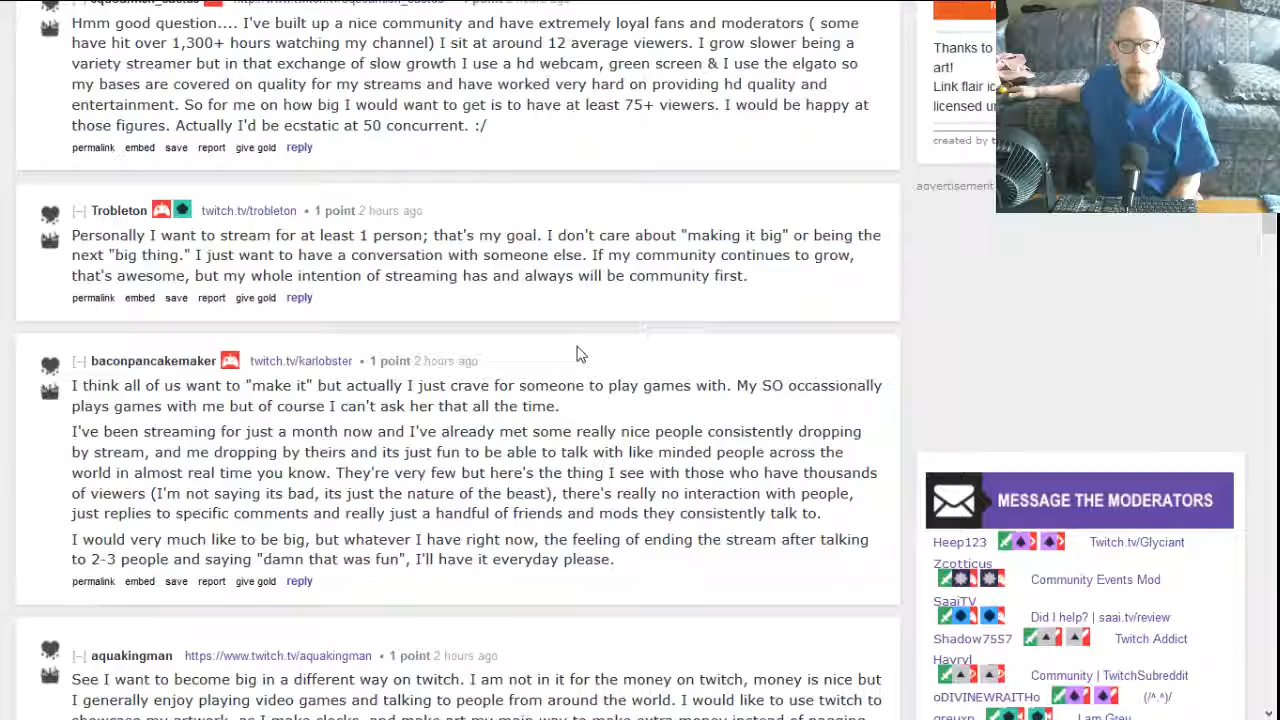 Hmm good question.... I've built up a nice community and have extremely loyal fans and moderators ( some
have hit over 1,300+ hours watching my channel) I sit at around 12 average viewers. I grow slower being a
variety streamer but in that exchange of slow growth I use a hd webcam, green screen & I use the elgato so
my bases are covered on quality for my streams and have worked very hard on providing hd quality and
entertainment. So for me on how big I would want to get is to have at least 75+ viewers. I would be happy at
those figures. Actually I'd be ecstatic at 50 concurrent. :/
permalink embed save report give gold reply
[–] Trobleton twitch.tv/trobleton • 1 point 2 hours ago
Personally I want to stream for at least 1 person; that's my goal. I don't care about "making it big" or being the
next "big thing." I just want to have a conversation with someone else. If my community continues to grow,
that's awesome, but my whole intention of streaming has and always will be community first.
permalink embed save report give gold reply
[–] baconpancakemaker twitch.tv/karlobster • 1 point 2 hours ago
I think all of us want to "make it" but actually I just crave for someone to play games with. My SO occassionally
plays games with me but of course I can't ask her that all the time.
I've been streaming for just a month now and I've already met some really nice people consistently dropping
by stream, and me dropping by theirs and its just fun to be able to talk with like minded people across the
world in almost real time you know. They're very few but here's the thing I see with those who have thousands
of viewers (I'm not saying its bad, its just the nature of the beast), there's really no interaction with people,
just replies to specific comments and really just a handful of friends and mods they consistently talk to.
I would very much like to be big, but whatever I have right now, the feeling of ending the stream after talking
to 2-3 people and saying "damn that was fun", I'll have it everyday please.
permalink embed save report give gold reply
[–] aquakingman https://www.twitch.tv/aquakingman • 1 point 2 hours ago
See I want to become big in a different way on twitch. I am not in it for the money on twitch, money is nice but
I generally enjoy playing video games and talking to people from around the world. I would like to use twitch to
Thanks to
art!
Link flair ic
licensed u
created by
advertisement
MESSAGE THE MODERATORS
Heep123 Twitch.tv/Glyciant
Zcotticus
Community Events Mod
SaaiTV
Did I help? | saai.tv/review
Shadow7557 Twitch Addict
Havryl
Community | TwitchSubreddit
oDIVINEWRAITHo (/^.^)/
greuxp I am Greu